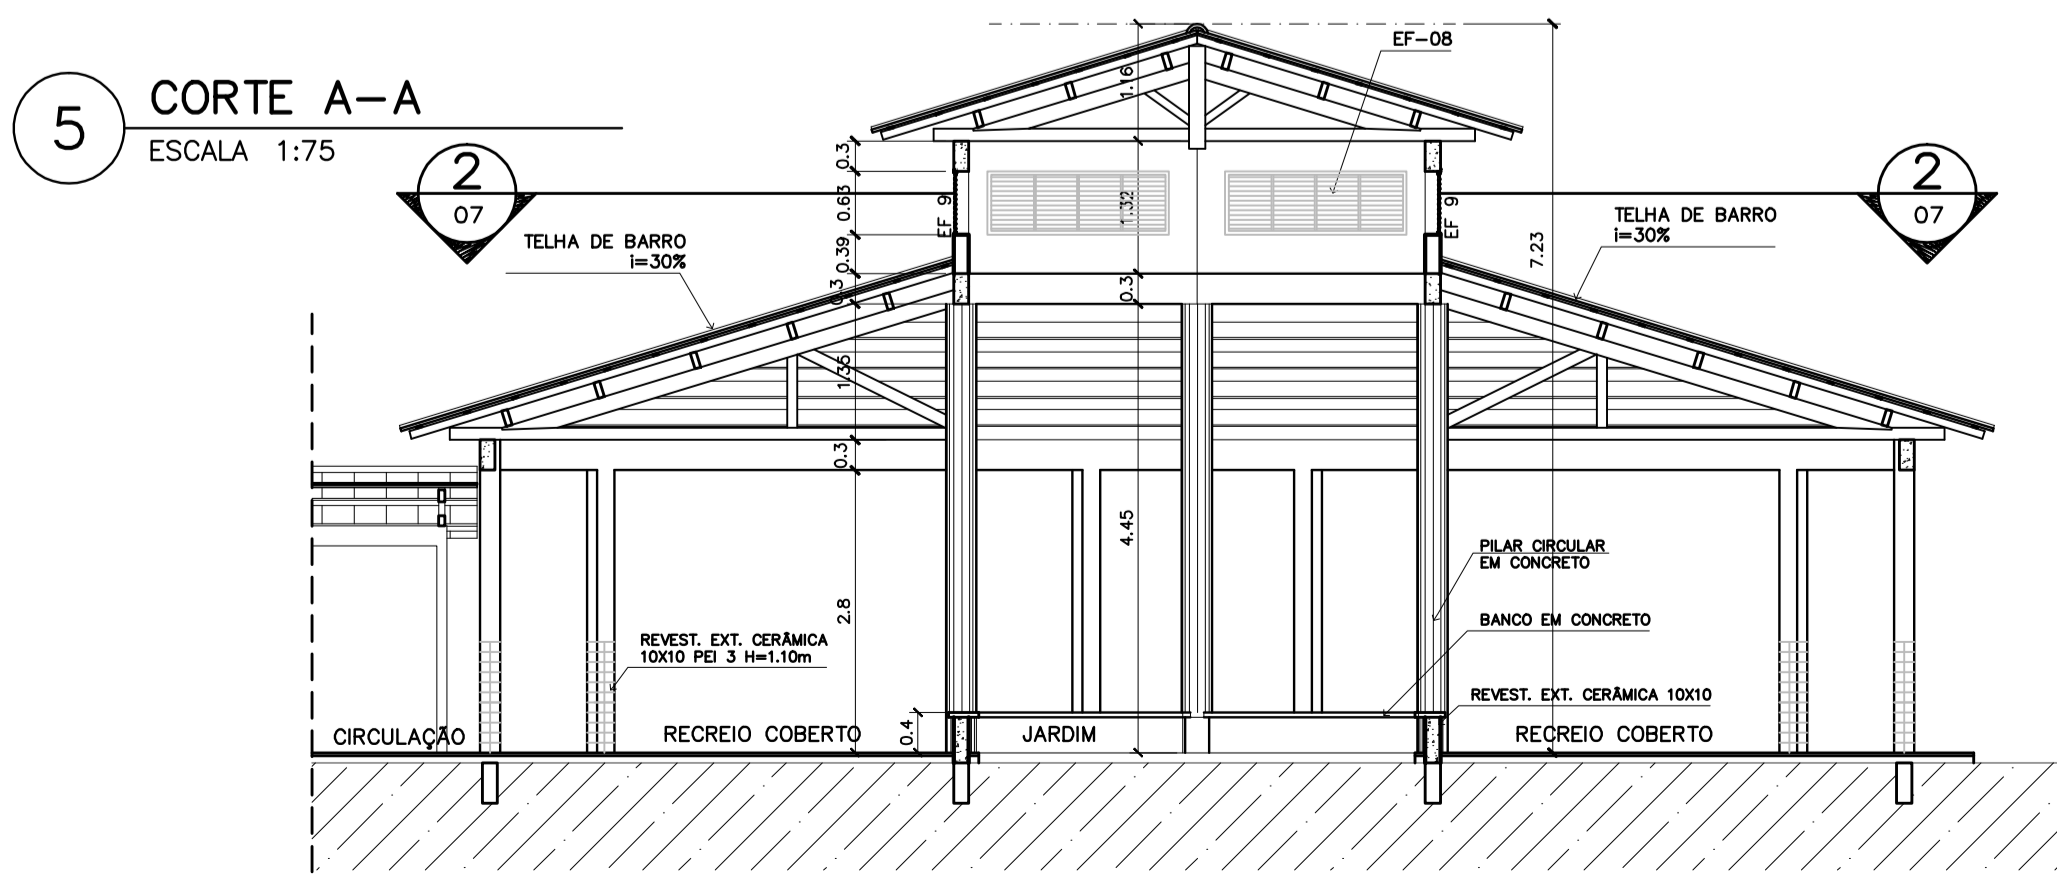 5
CORTE A-A
ESCALA 1:75
EF-08
1.16
0.3
2
07
2
07
0.63
EF 9
1.32
EF 9
TELHA DE BARRO
i=30%
TELHA DE BARRO
i=30%
0.39
7.23
0.3
0.3
1.35
0.3
4.45
2.8
PILAR CIRCULAR
EM CONCRETO
BANCO EM CONCRETO
REVEST. EXT. CERÂMICA
10X10 PEI 3 H=1.10m
REVEST. EXT. CERÂMICA 10X10
0.4
CIRCULAÇÃO
RECREIO COBERTO
JARDIM
RECREIO COBERTO